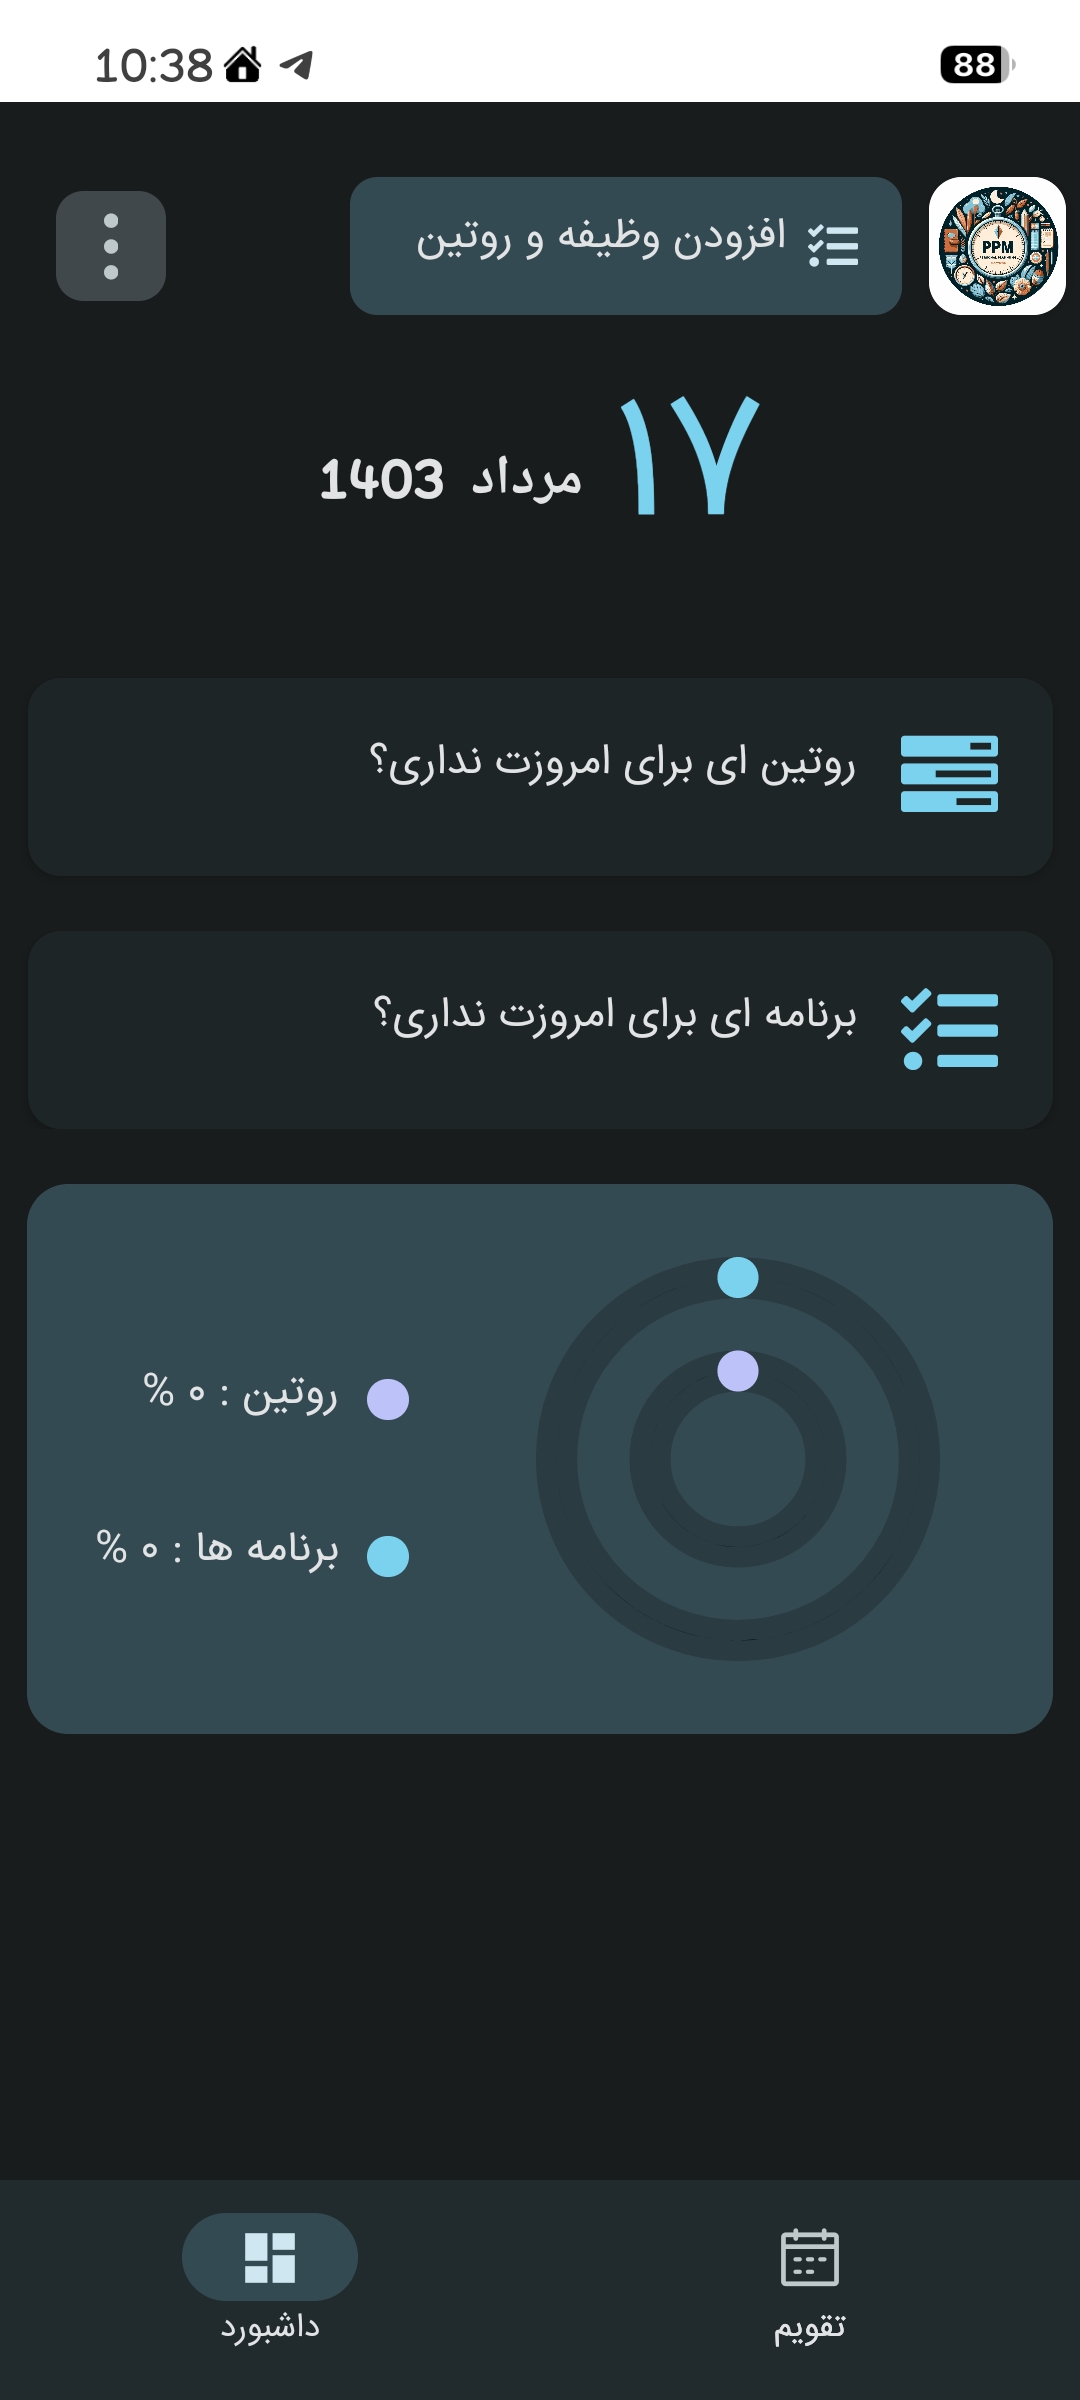 10:38
88
افزودن وظیفه و روتین
PPM
۱۷ مرداد 1403
روتین ای برای امروزت نداری؟
برنامه ای برای امروزت نداری؟
روتین : ۰ %
برنامه ها : ۰ %
تقویم
داشبورد